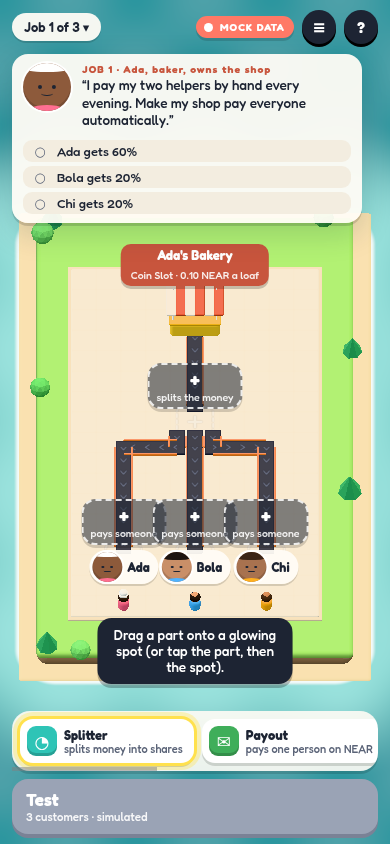 Job 1 of 3 ▾
MOCK DATA
?
JOB 1 · Ada, baker, owns the shop
“I pay my two helpers by hand every
evening. Make my shop pay everyone
automatically.”
Ada gets 60%
Bola gets 20%
Chi gets 20%
Ada's Bakery
Coin Slot · 0.10 NEAR a loaf
splits the money
pays someone
pays someone
pays someone
Ada
Bola
Chi
Drag a part onto a glowing
spot (or tap the part, then
the spot).
Splitter
splits money into shares
Payout
pays one person on NEAR
Test
3 customers · simulated